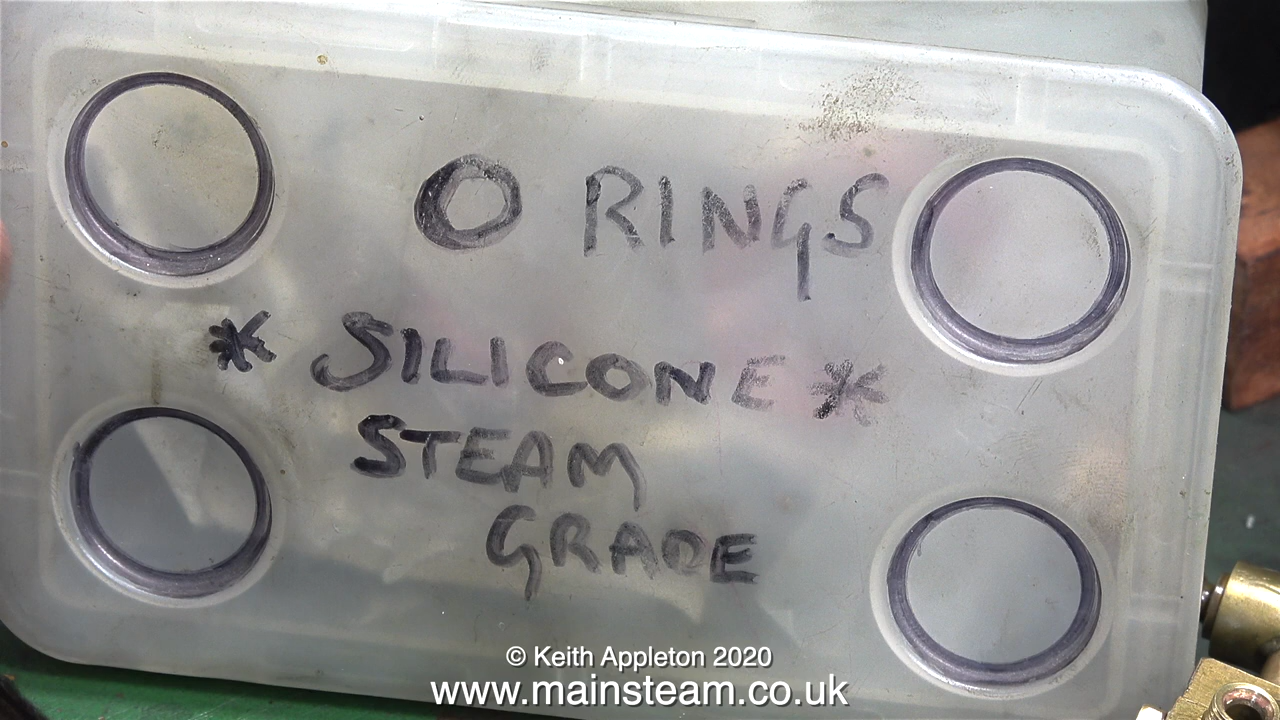 O RINGS
* SILICONE *
STEAM
GRADE
© Keith Appleton 2020
www.mainsteam.co.uk